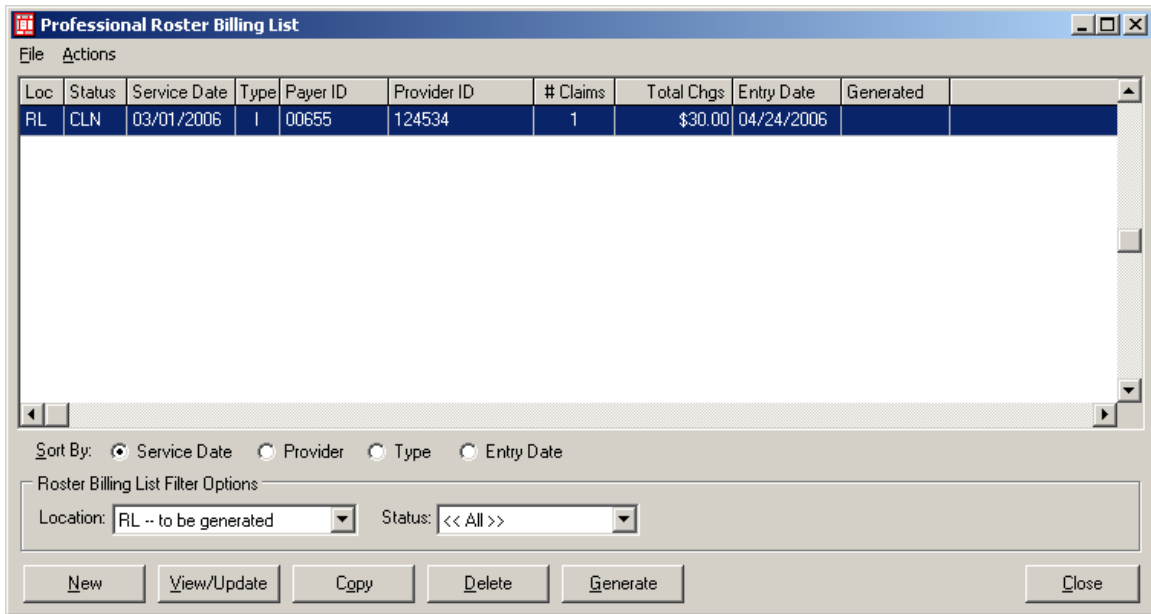 Professional Roster Billing List
File Actions
Loc Status Service Date Type Payer ID Provider ID # Claims Total Chgs Entry Date Generated
RL CLN 03/01/2006 I 00655 124534 1 $30.00 04/24/2006
Sort By: Service Date Provider Type Entry Date
Roster Billing List Filter Options
Location: RL -- to be generated Status: << All >>
New View/Update Copy Delete Generate Close